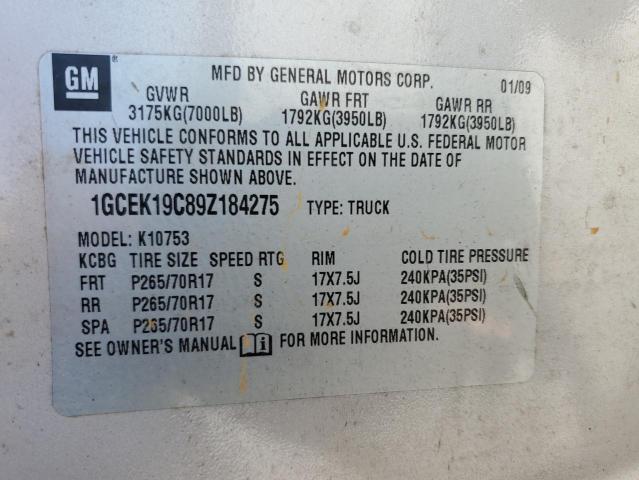 GM
MFD BY GENERAL MOTORS CORP. 01/09
GVWR GAWR FRT GAWR RR
3175KG(7000LB) 1792KG(3950LB) 1792KG(3950LB)
THIS VEHICLE CONFORMS TO ALL APPLICABLE U.S. FEDERAL MOTOR
VEHICLE SAFETY STANDARDS IN EFFECT ON THE DATE OF
MANUFACTURE SHOWN ABOVE.
1GCEK19C89Z184275 TYPE: TRUCK
MODEL: K10753
KCBG TIRE SIZE SPEED RTG RIM COLD TIRE PRESSURE
FRT P265/70R17 S 17X7.5J 240KPA(35PSI)
RR P265/70R17 S 17X7.5J 240KPA(35PSI)
SPA P265/70R17 S 17X7.5J 240KPA(35PSI)
SEE OWNER'S MANUAL i FOR MORE INFORMATION.